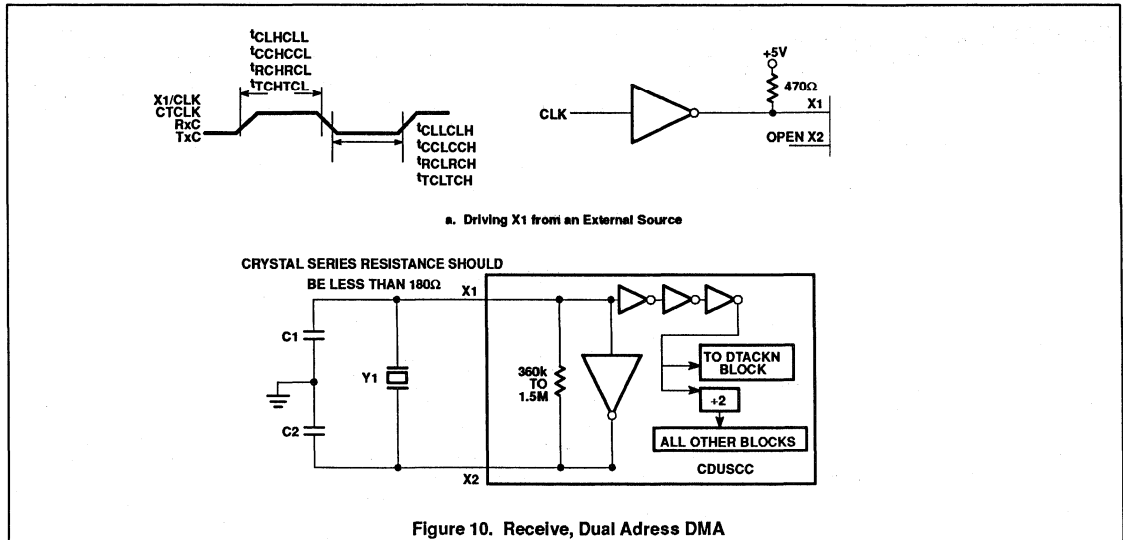 tCLHCLL
tCCHCCL
tRCHRCL
tTCHTCL
X1/CLK
CTCLK
RxC
TxC
tCLLCLH
tCCLCCH
tRCLRCH
tTCLTCH
+5V
470Ω
CLK
X1
OPEN X2
a. Driving X1 from an External Source
CRYSTAL SERIES RESISTANCE SHOULD
BE LESS THAN 180Ω
X1
C1
Y1
C2
X2
360k
TO
1.5M
TO DTACKN
BLOCK
÷2
ALL OTHER BLOCKS
CDUSCC
Figure 10. Receive, Dual Adress DMA